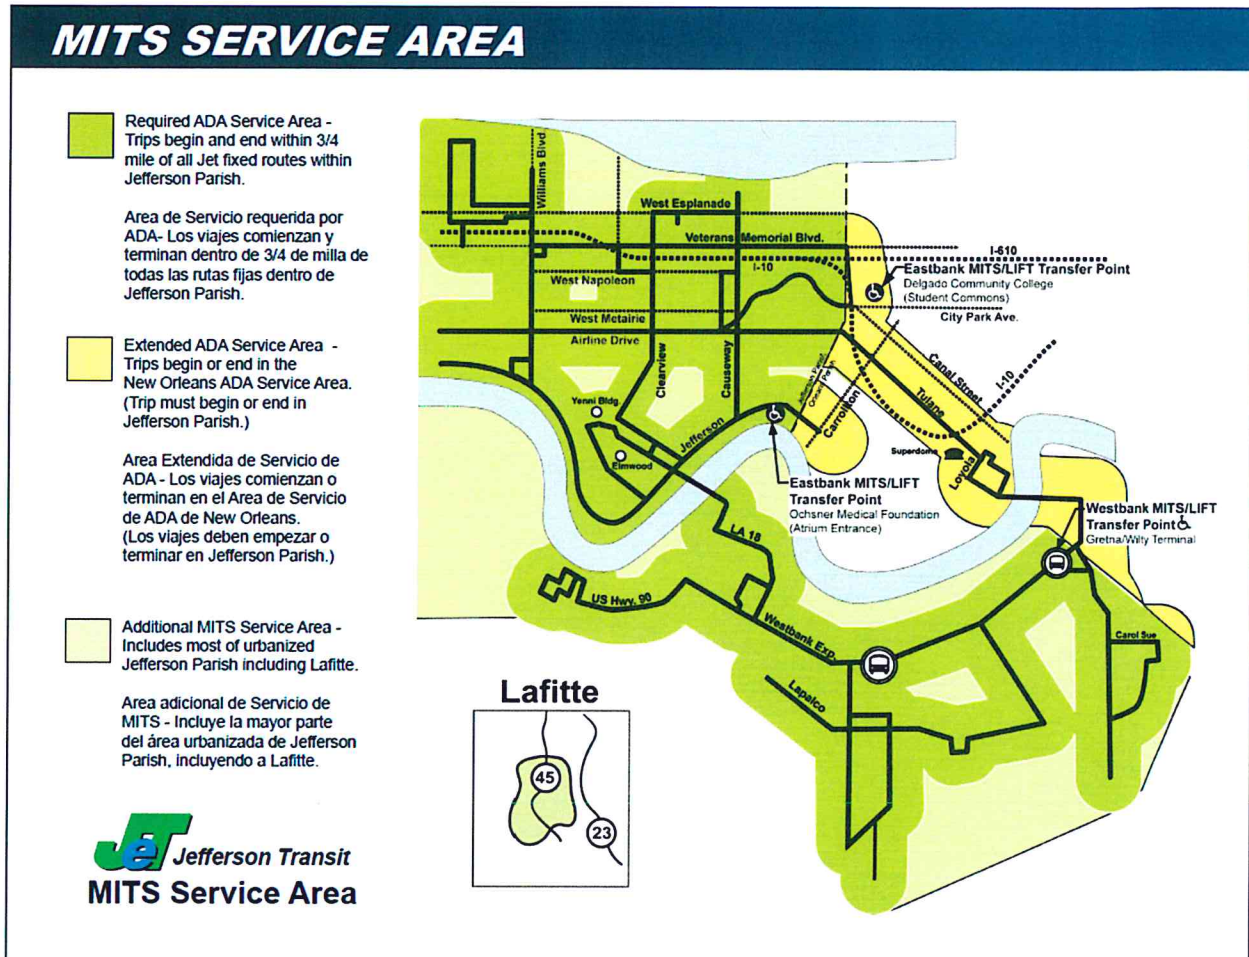 MITS SERVICE AREA
Required ADA Service Area -
Trips begin and end within 3/4
mile of all Jet fixed routes within
Jefferson Parish.
Area de Servicio requerida por
ADA- Los viajes comienzan y
terminan dentro de 3/4 de milla de
todas las rutas fijas dentro de
Jefferson Parish.
Extended ADA Service Area -
Trips begin or end in the
New Orleans ADA Service Area.
(Trip must begin or end in
Jefferson Parish.)
Area Extendida de Servicio de
ADA - Los viajes comienzan o
terminan en el Area de Servicio
de ADA de New Orleans.
(Los viajes deben empezar o
terminar en Jefferson Parish.)
Additional MITS Service Area -
Includes most of urbanized
Jefferson Parish including Lafitte.
Area adicional de Servicio de
MITS - Incluye la mayor parte
del área urbanizada de Jefferson
Parish, incluyendo a Lafitte.
JeT Jefferson Transit
MITS Service Area
Williams Blvd.
West Esplanade
Veterans Memorial Blvd.
I-610
I-10
Eastbank MITS/LIFT Transfer Point
Delgado Community College
(Student Commons)
West Napoleon
City Park Ave.
West Metairie
Airline Drive
Clearview
Causeway
Jefferson Parish
Orleans Parish
Canal Street
I-10
Tulane
Carrollton
Yenni Bldg.
Jefferson
Elmwood
Superdome
Loyola
Eastbank MITS/LIFT
Transfer Point
Ochsner Medical Foundation
(Atrium Entrance)
Westbank MITS/LIFT
Transfer Point
Gretna/Wilty Terminal
LA 18
US Hwy. 90
Westbank Exp.
Carol Sue
Lapalco
Lafitte
45
23